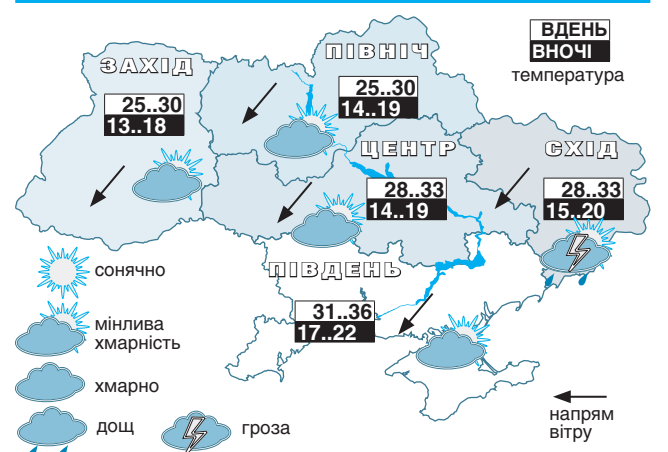 ВДЕНЬ
ВНОЧІ
температура
ПІВНІЧ
25..30
14..19
ЗАХІД
25..30
13..18
ЦЕНТР
28..33
14..19
СХІД
28..33
15..20
ПІВДЕНЬ
31..36
17..22
сонячно
мінлива
хмарність
хмарно
дощ
гроза
напрям
вітру